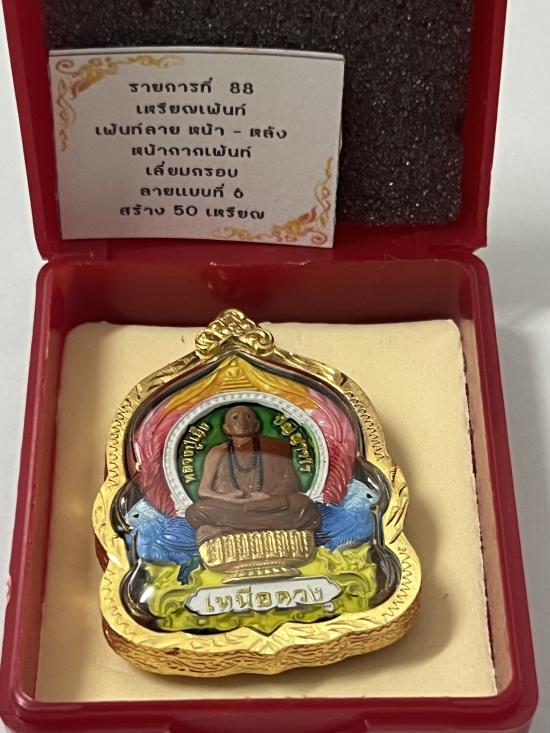 รายการที่ 88
เหรียญเพ้นท์
เพ้นท์ลาย หน้า - หลัง
หน้ากากเพ้นท์
เลี่ยมกรอบ
ลายแบบที่ 6
สร้าง 50 เหรียญ
เหนือดวง